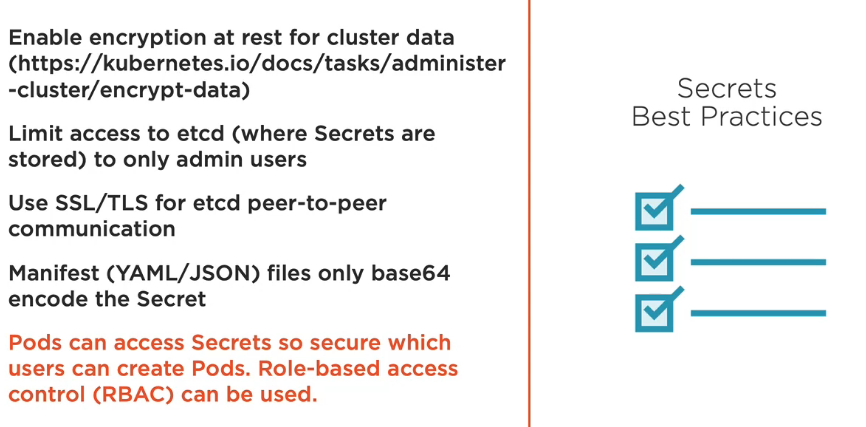 Enable encryption at rest for cluster data
(https://kubernetes.io/docs/tasks/administer
-cluster/encrypt-data)
Limit access to etcd (where Secrets are
stored) to only admin users
Use SSL/TLS for etcd peer-to-peer
communication
Manifest (YAML/JSON) files only base64
encode the Secret
Pods can access Secrets so secure which
users can create Pods. Role-based access
control (RBAC) can be used.
Secrets
Best Practices